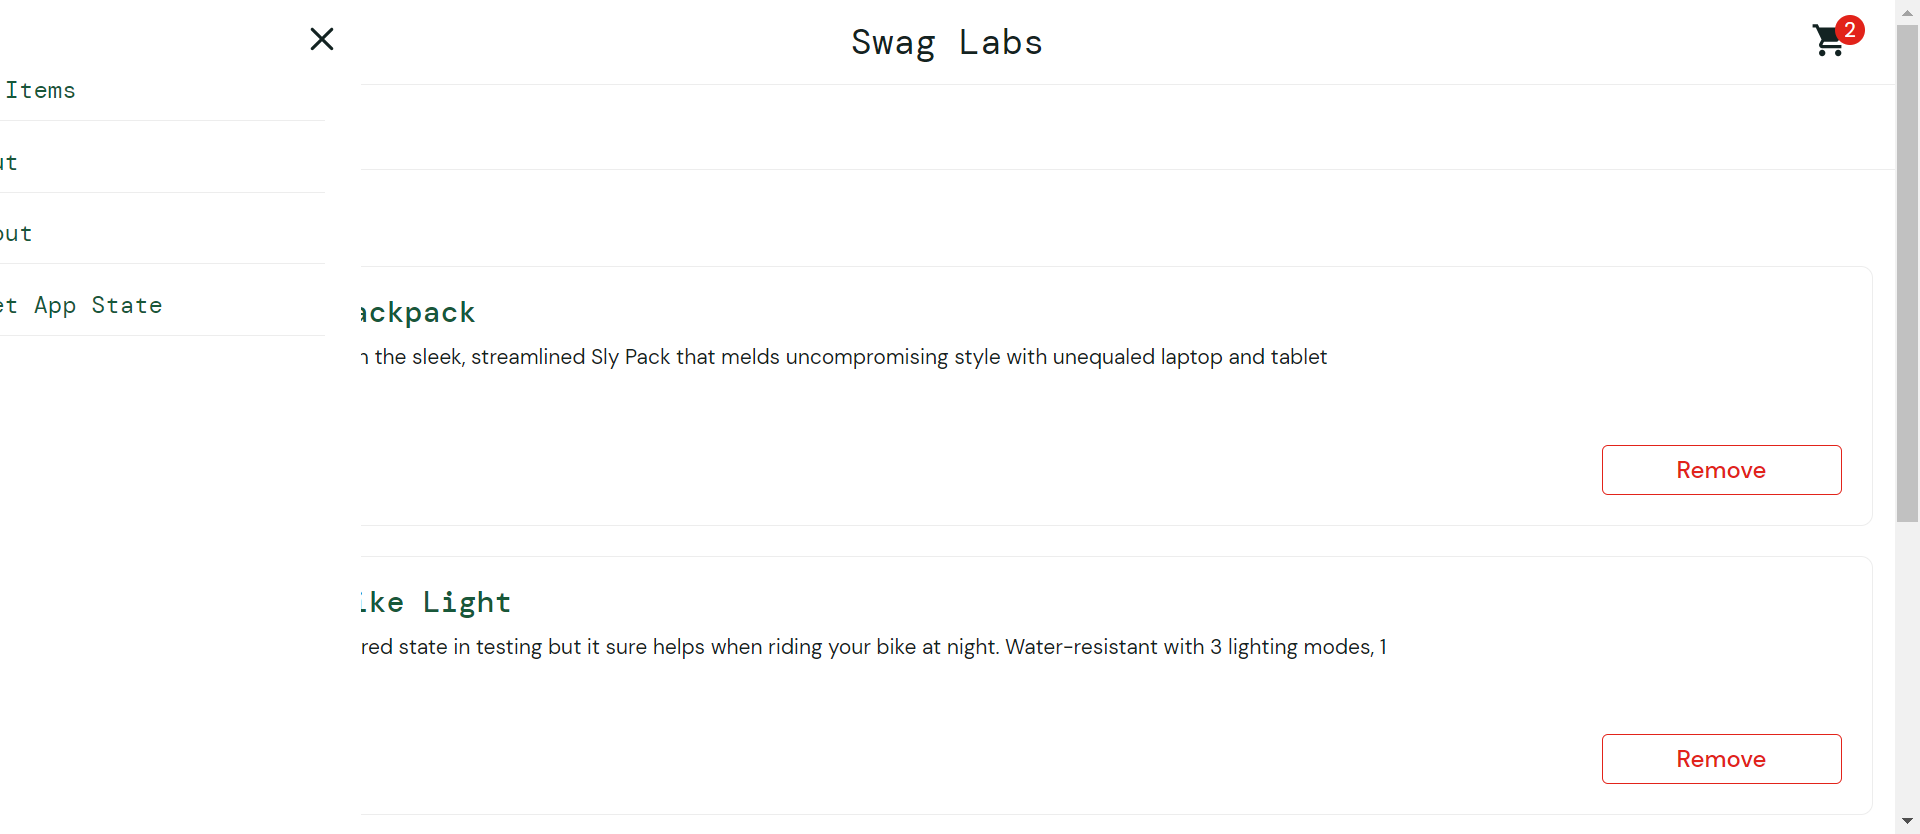 Swag Labs
2
Items
ut
out
et App State
ackpack
the sleek, streamlined Sly Pack that melds uncompromising style with unequaled laptop and tablet
Remove
ike Light
red state in testing but it sure helps when riding your bike at night. Water-resistant with 3 lighting modes, 1
Remove